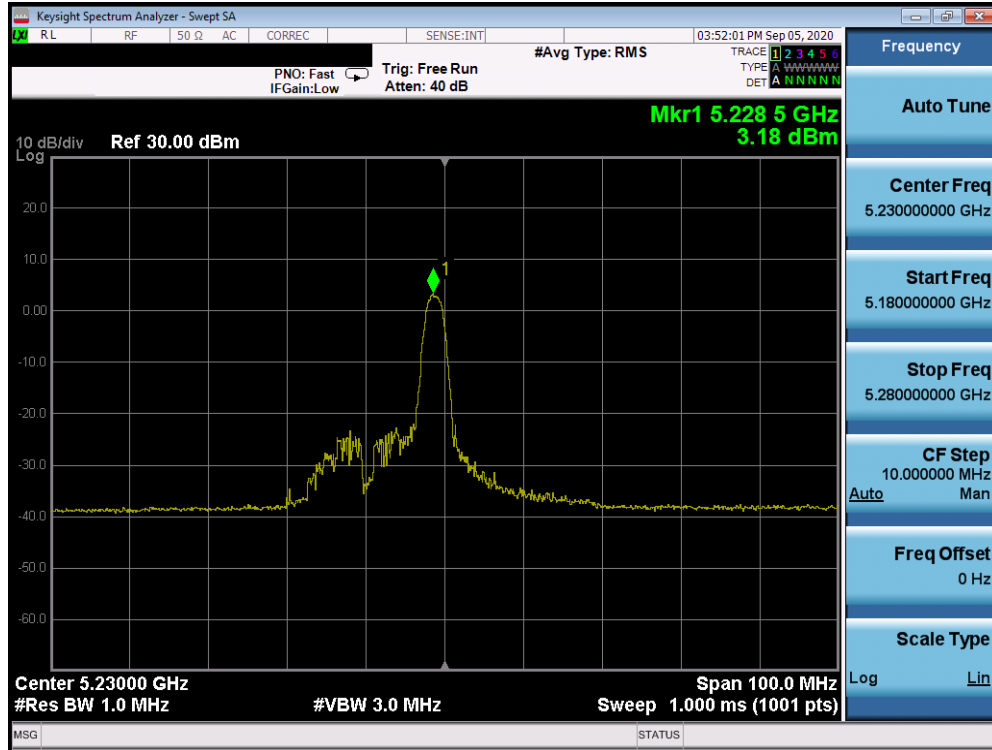 Keysight Spectrum Analyzer - Swept SA
LXI RL RF 50 Ω AC CORREC SENSE:INT 03:52:01 PM Sep 05, 2020
#Avg Type: RMS
TRACE 1 2 3 4 5 6
TYPE A WWWWW
DET A N N N N N
PNO: Fast
IFGain:Low
Trig: Free Run
Atten: 40 dB
Mkr1 5.228 5 GHz
3.18 dBm
10 dB/div
Log
Ref 30.00 dBm
20.0
10.0
0.00
-10.0
-20.0
-30.0
-40.0
-50.0
-60.0
1
Center 5.23000 GHz
Span 100.0 MHz
#Res BW 1.0 MHz
#VBW 3.0 MHz
Sweep 1.000 ms (1001 pts)
MSG
STATUS
Frequency
Auto Tune
Center Freq
5.230000000 GHz
Start Freq
5.180000000 GHz
Stop Freq
5.280000000 GHz
CF Step
10.000000 MHz
Auto Man
Freq Offset
0 Hz
Scale Type
Log Lin